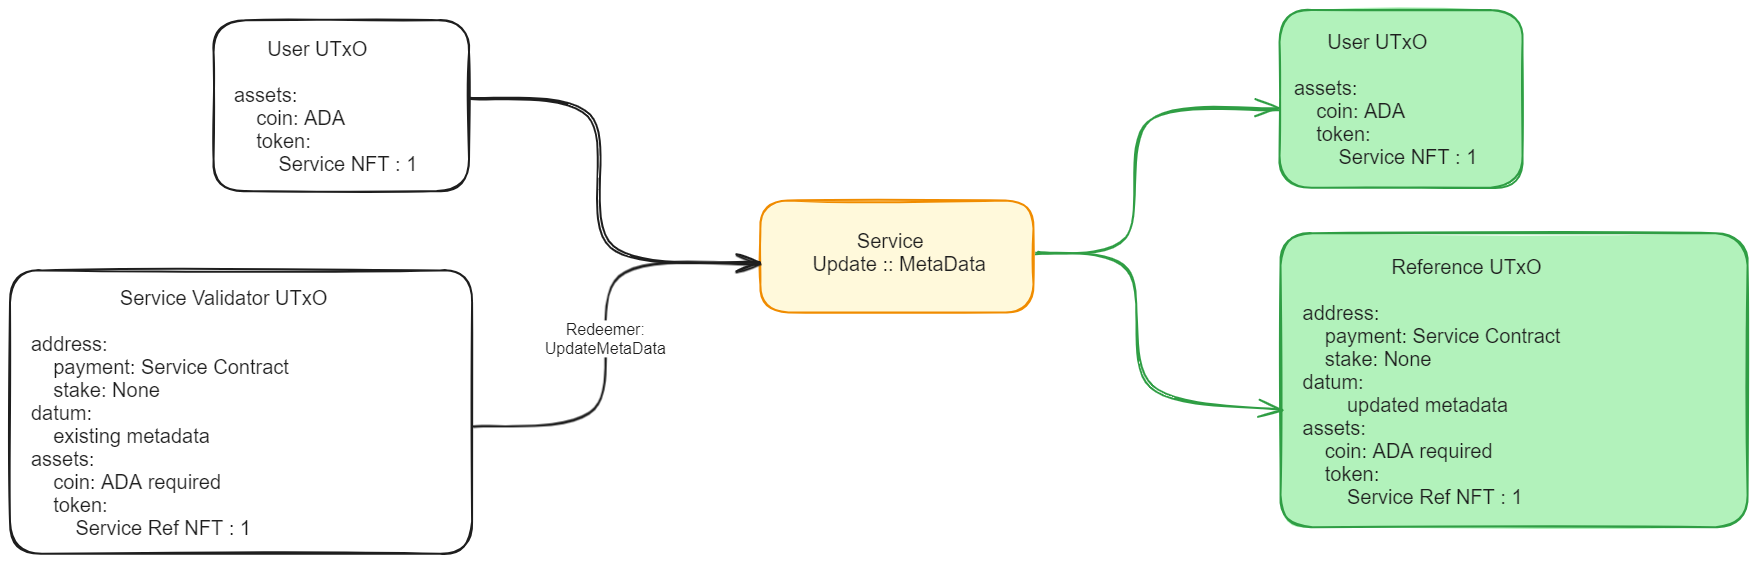 User UTxO
assets:
coin: ADA
token:
Service NFT : 1
Service Validator UTxO
address:
payment: Service Contract
stake: None
datum:
existing metadata
assets:
coin: ADA required
token:
Service Ref NFT : 1
Redeemer:
UpdateMetaData
Service
Update :: MetaData
User UTxO
assets:
coin: ADA
token:
Service NFT : 1
Reference UTxO
address:
payment: Service Contract
stake: None
datum:
updated metadata
assets:
coin: ADA required
token:
Service Ref NFT : 1